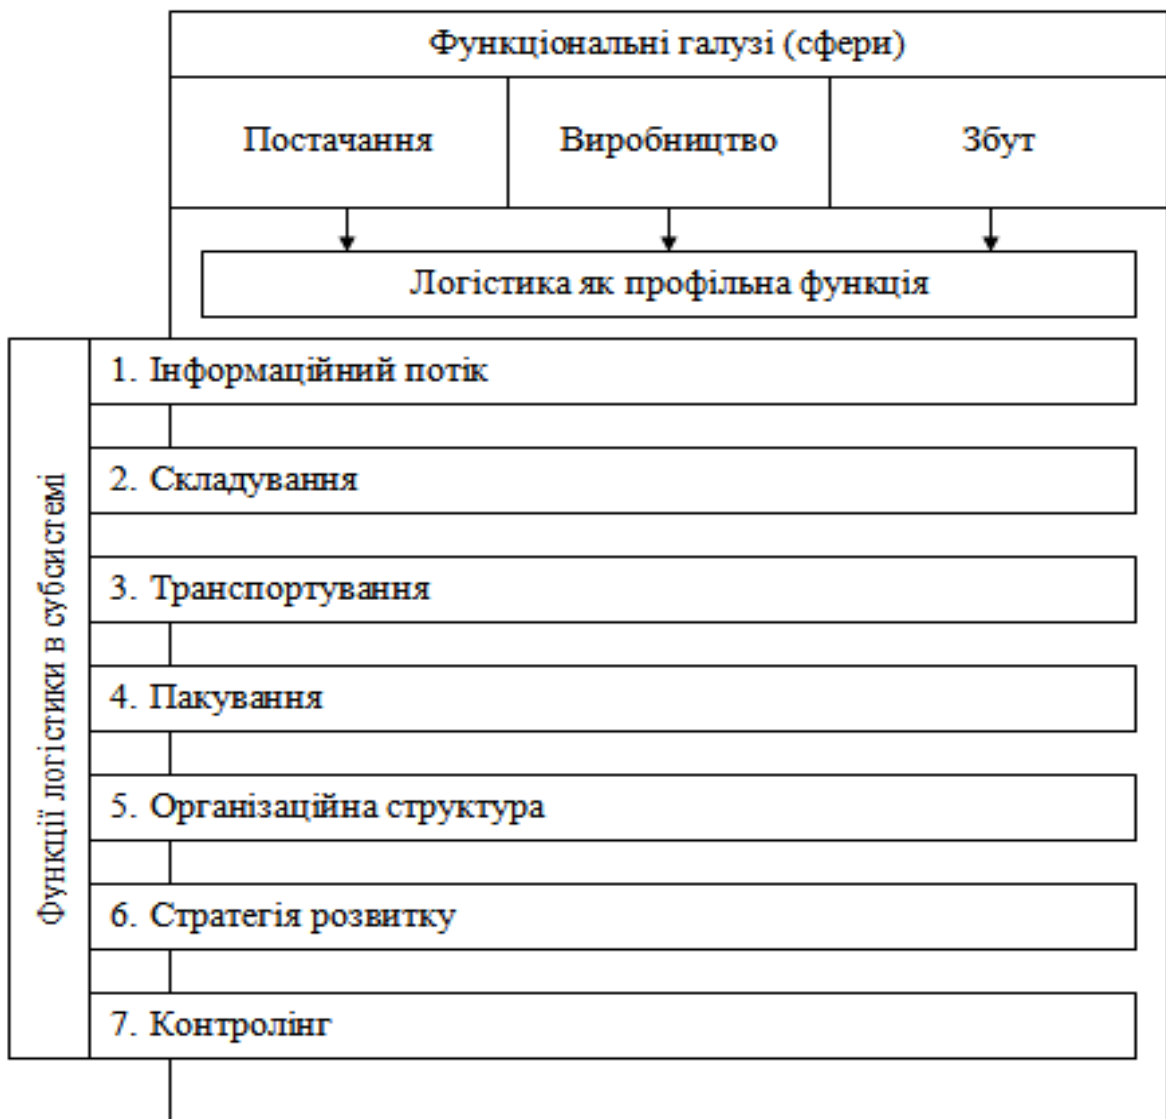 Функціональні галузі (сфери)
Постачання
Виробництво
Збут
Логістика як профільна функція
Функції логістики в субсистемі
1. Інформаційний потік
2. Складування
3. Транспортування
4. Пакування
5. Організаційна структура
6. Стратегія розвитку
7. Контролінг